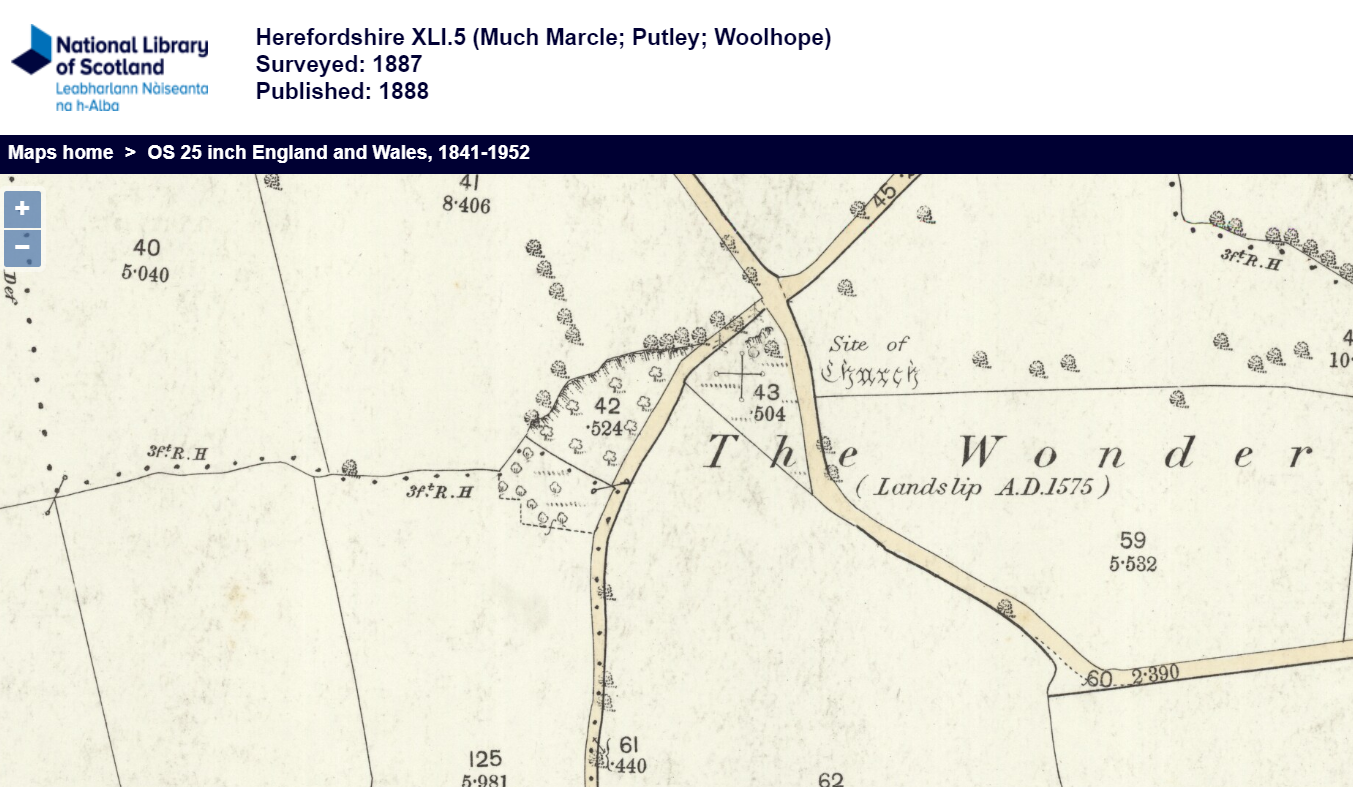 National Library
of Scotland
Leabharlann Nàiseanta
na h-Alba
Herefordshire XLI.5 (Much Marcle; Putley; Woolhope)
Surveyed: 1887
Published: 1888
Maps home > OS 25 inch England and Wales, 1841-1952
+
−
41
8·406
45
40
5·040
Def
3ft. R.H
Site of
Church
10·
42
·524
43
·504
The Wonder
(Landslip A.D. 1575)
3ft. R.H
3ft. R.H
59
5·532
60 2·390
61
·440
125
5·981
62